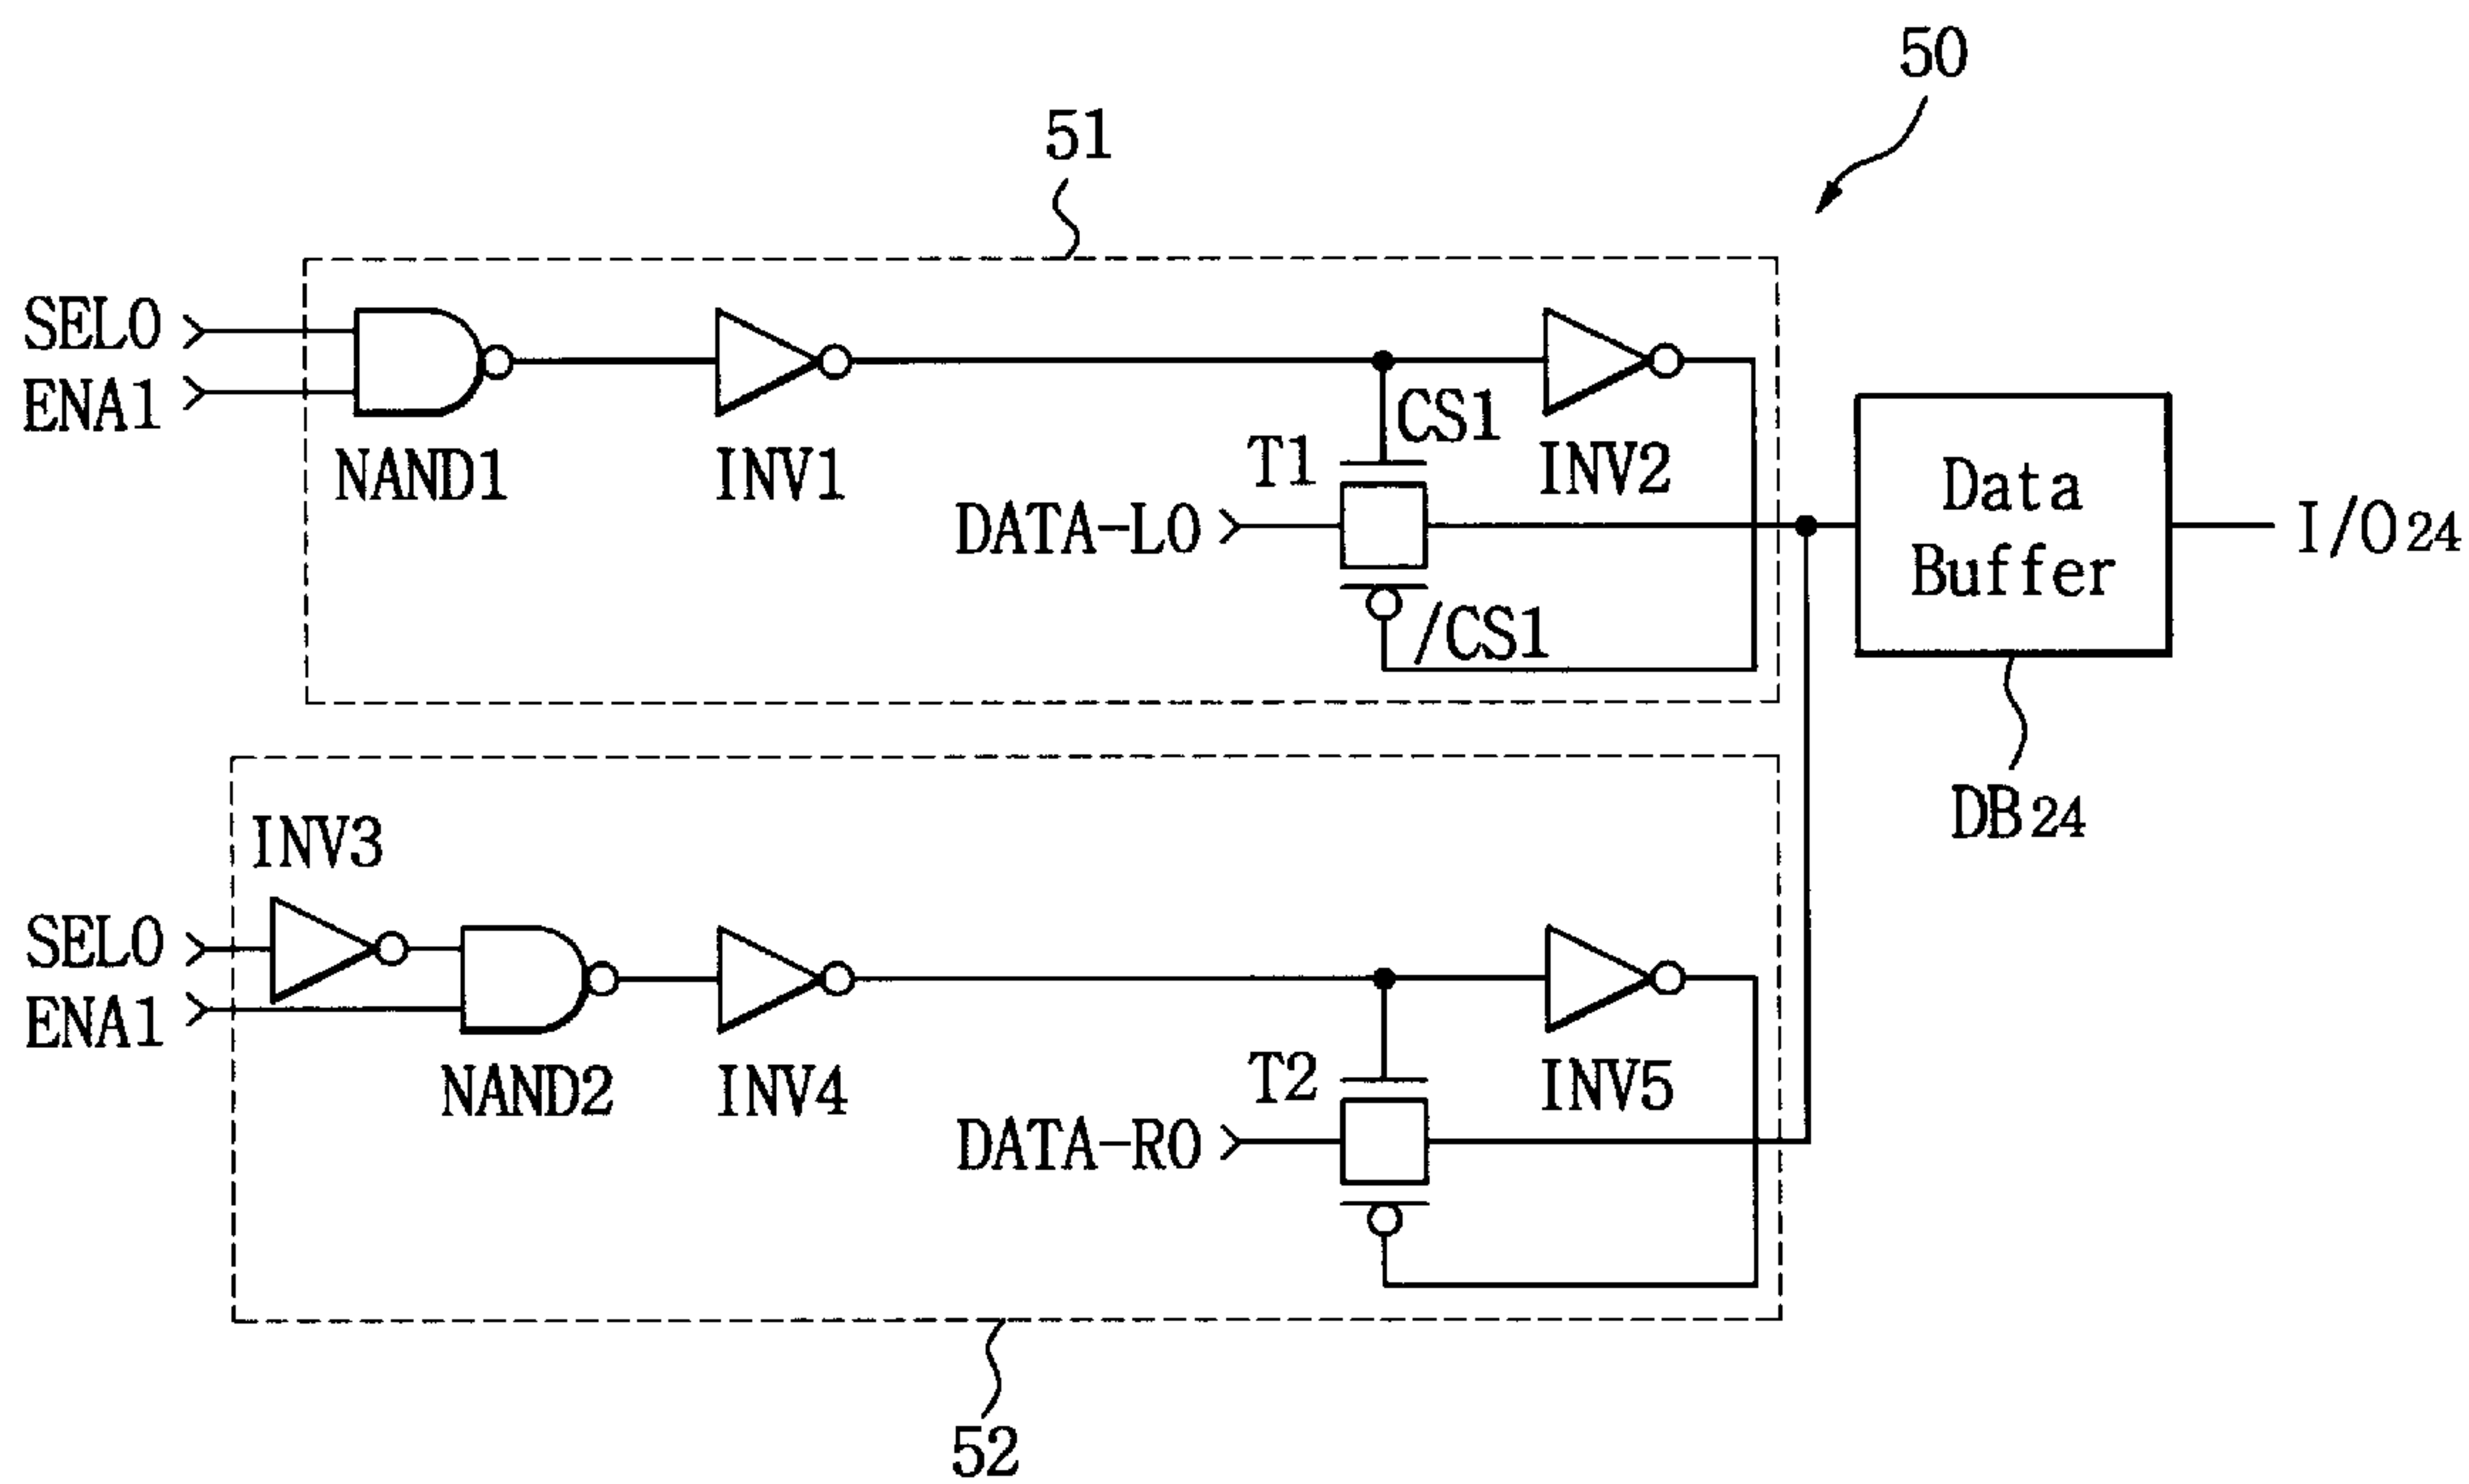 50
51
SEL0
ENA1
NAND1
INV1
CS1
T1
INV2
DATA-L0
/CS1
Data
Buffer
I/O24
DB24
INV3
SEL0
ENA1
NAND2
INV4
T2
INV5
DATA-R0
52